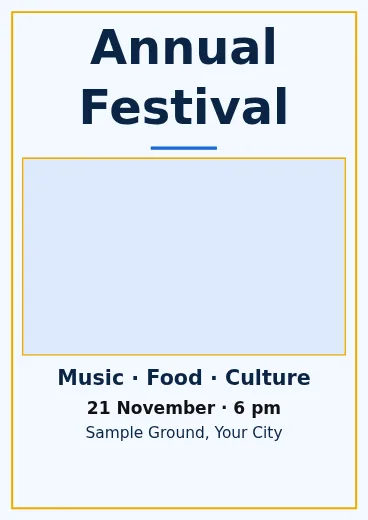 Annual
Festival
Music · Food · Culture
21 November · 6 pm
Sample Ground, Your City